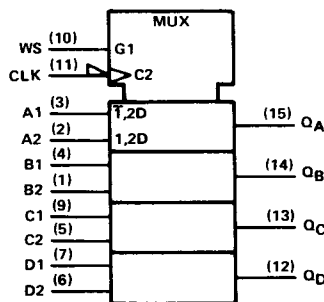 MUX
WS (10) G1
CLK (11) C2
A1 (3) 1̅,2D (15) QA
A2 (2) 1,2D
B1 (4) (14) QB
B2 (1)
C1 (9) (13) QC
C2 (5)
D1 (7) (12) QD
D2 (6)